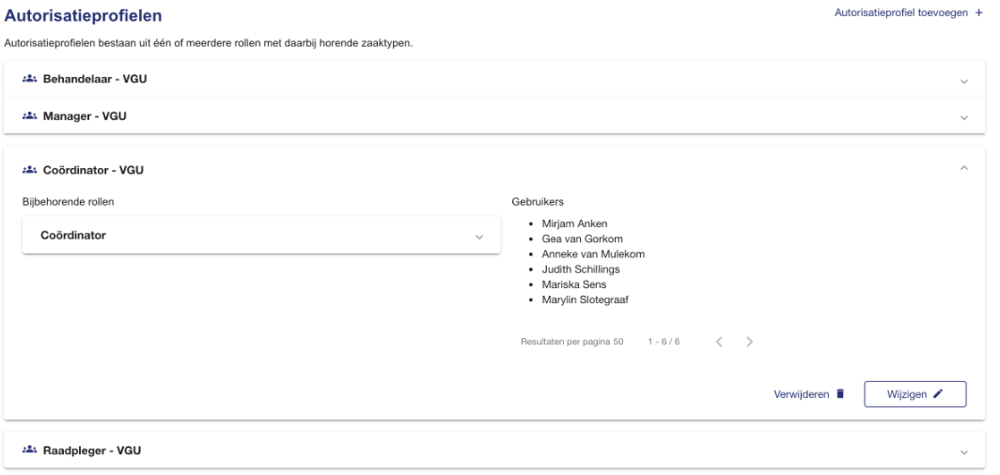 Autorisatieprofielen
Autorisatieprofiel toevoegen +
Autorisatieprofielen bestaan uit één of meerdere rollen met daarbij horende zaaktypen.
Behandelaar - VGU
Manager - VGU
Coördinator - VGU
Bijbehorende rollen
Coördinator
Gebruikers
• Mirjam Anken
• Gea van Gorkom
• Anneke van Mulekom
• Judith Schillings
• Mariska Sens
• Marylin Slotegraaf
Resultaten per pagina 50 1 - 6 / 6
Verwijderen
Wijzigen
Raadpleger - VGU